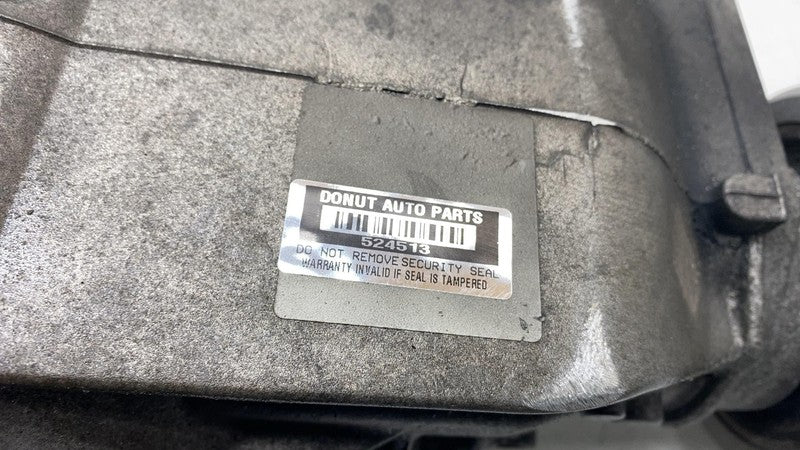 DONUT AUTO PARTS
524513
DO NOT REMOVE SECURITY SEAL
WARRANTY INVALID IF SEAL IS TAMPERED